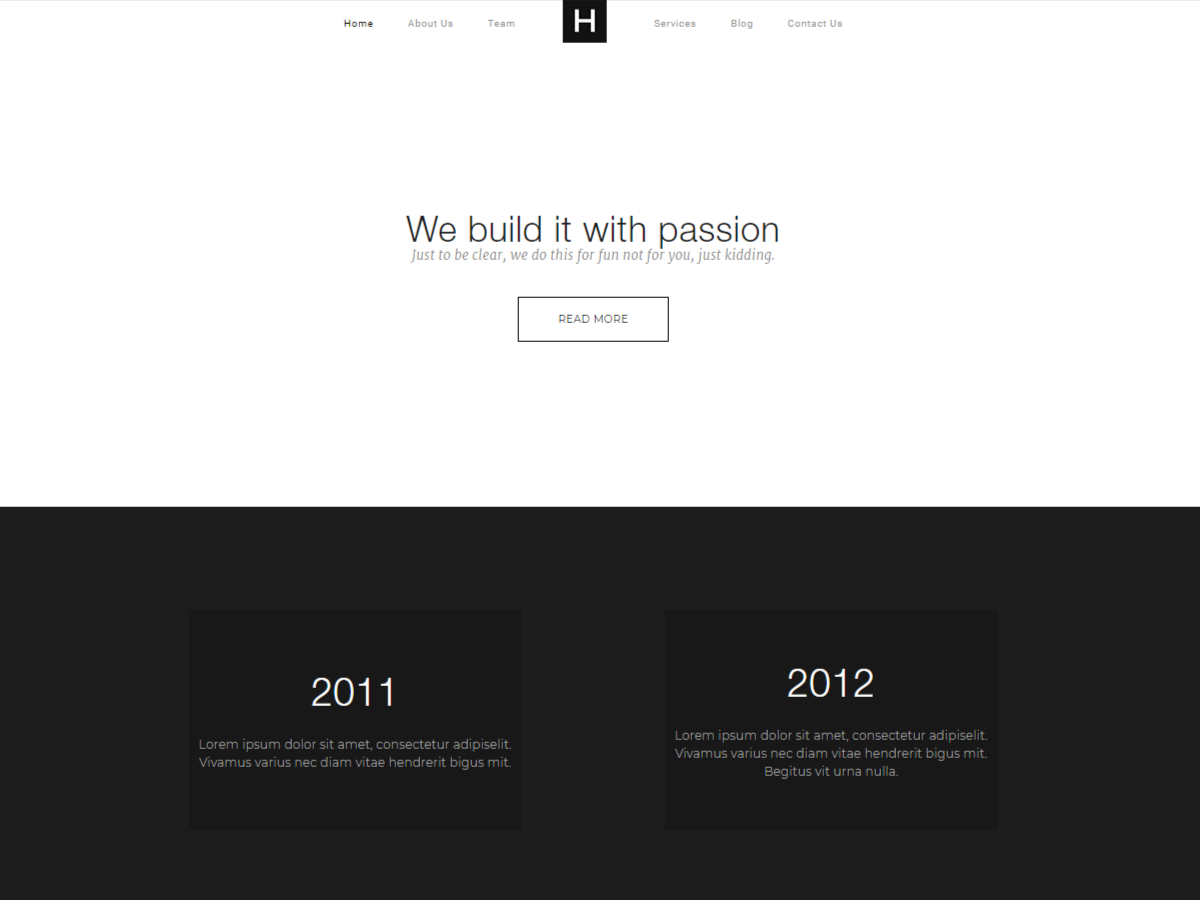 Home About Us Team H Services Blog Contact Us
We build it with passion
Just to be clear, we do this for fun not for you, just kidding.
READ MORE
2011
Lorem ipsum dolor sit amet, consectetur adipiselit.
Vivamus varius nec diam vitae hendrerit bigus mit.
2012
Lorem ipsum dolor sit amet, consectetur adipiselit.
Vivamus varius nec diam vitae hendrerit bigus mit.
Begitus vit urna nulla.